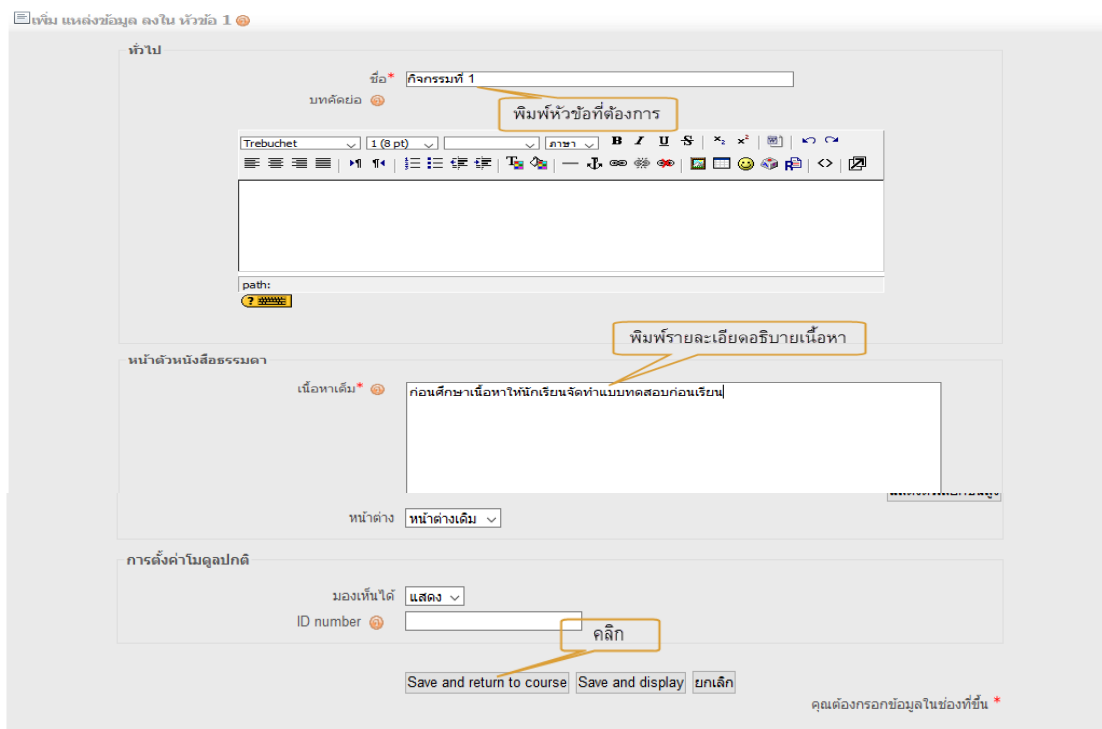 เพิ่ม แหล่งข้อมูล ลงใน หัวข้อ 1
ทั่วไป
ชื่อ* กิจกรรมที่ 1
บทคัดย่อ
พิมพ์หัวข้อที่ต้องการ
Trebuchet 1 (8 pt) ภาษา B I U S
path:
พิมพ์รายละเอียดอธิบายเนื้อหา
หน้าตัวหนังสือธรรมดา
เนื้อหาเต็ม* ก่อนศึกษาเนื้อหาให้นักเรียนจัดทำแบบทดสอบก่อนเรียน
หน้าต่าง หน้าต่างเดิม
การตั้งค่าโมดูลปกติ
มองเห็นได้ แสดง
ID number
คลิก
Save and return to course Save and display ยกเลิก
คุณต้องกรอกข้อมูลในช่องที่ขึ้น *